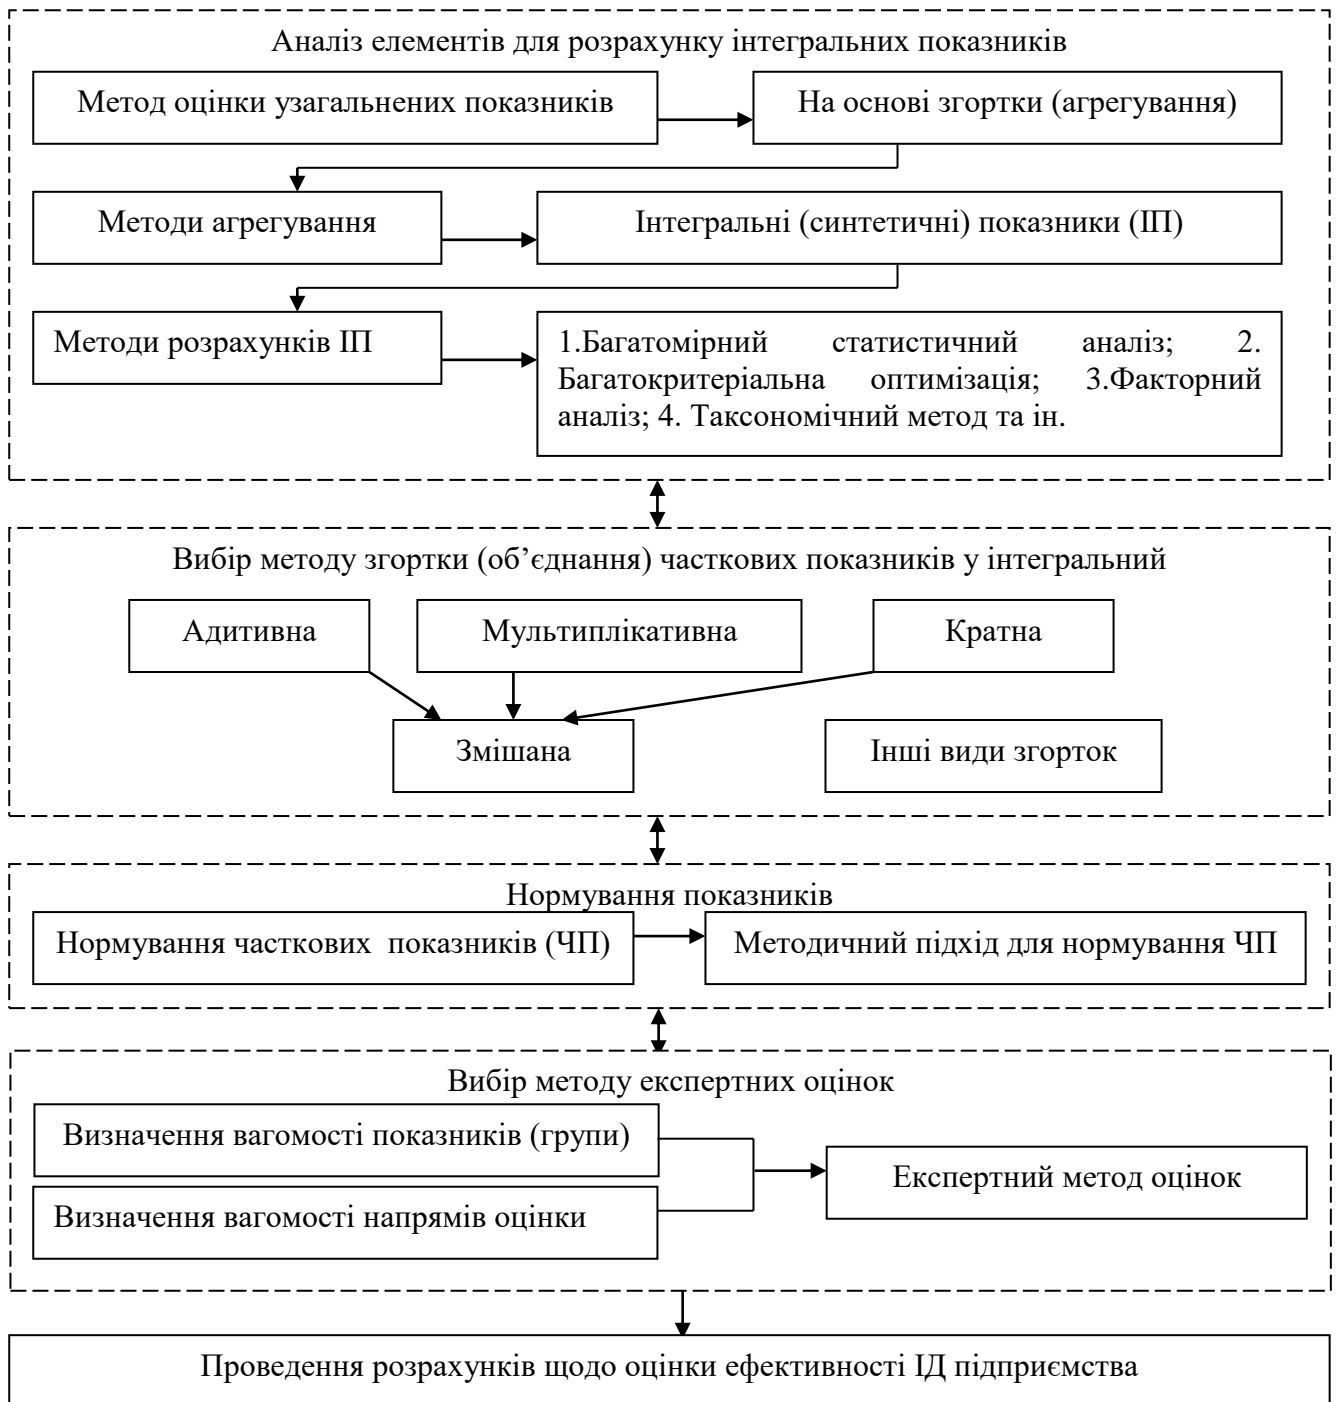 Аналіз елементів для розрахунку інтегральних показників
Метод оцінки узагальнених показників
На основі згортки (агрегування)
Методи агрегування
Інтегральні (синтетичні) показники (ІП)
Методи розрахунків ІП
1.Багатомірний статистичний аналіз; 2.
Багатокритеріальна оптимізація; 3.Факторний
аналіз; 4. Таксономічний метод та ін.
Вибір методу згортки (об’єднання) часткових показників у інтегральний
Адитивна
Мультиплікативна
Кратна
Змішана
Інші види згорток
Нормування показників
Нормування часткових показників (ЧП)
Методичний підхід для нормування ЧП
Вибір методу експертних оцінок
Визначення вагомості показників (групи)
Експертний метод оцінок
Визначення вагомості напрямів оцінки
Проведення розрахунків щодо оцінки ефективності ІД підприємства